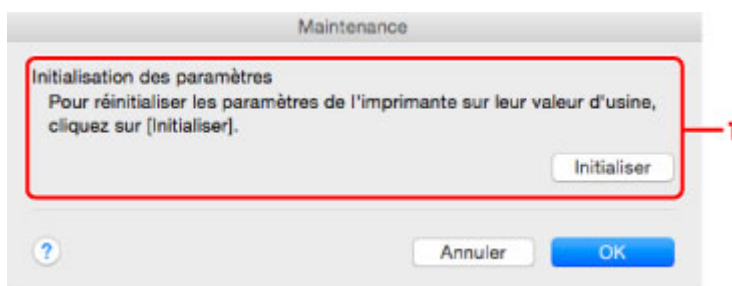 Maintenance
Initialisation des paramètres
Pour réinitialiser les paramètres de l'imprimante sur leur valeur d'usine,
cliquez sur [Initialiser].
1
Initialiser
?
Annuler
OK